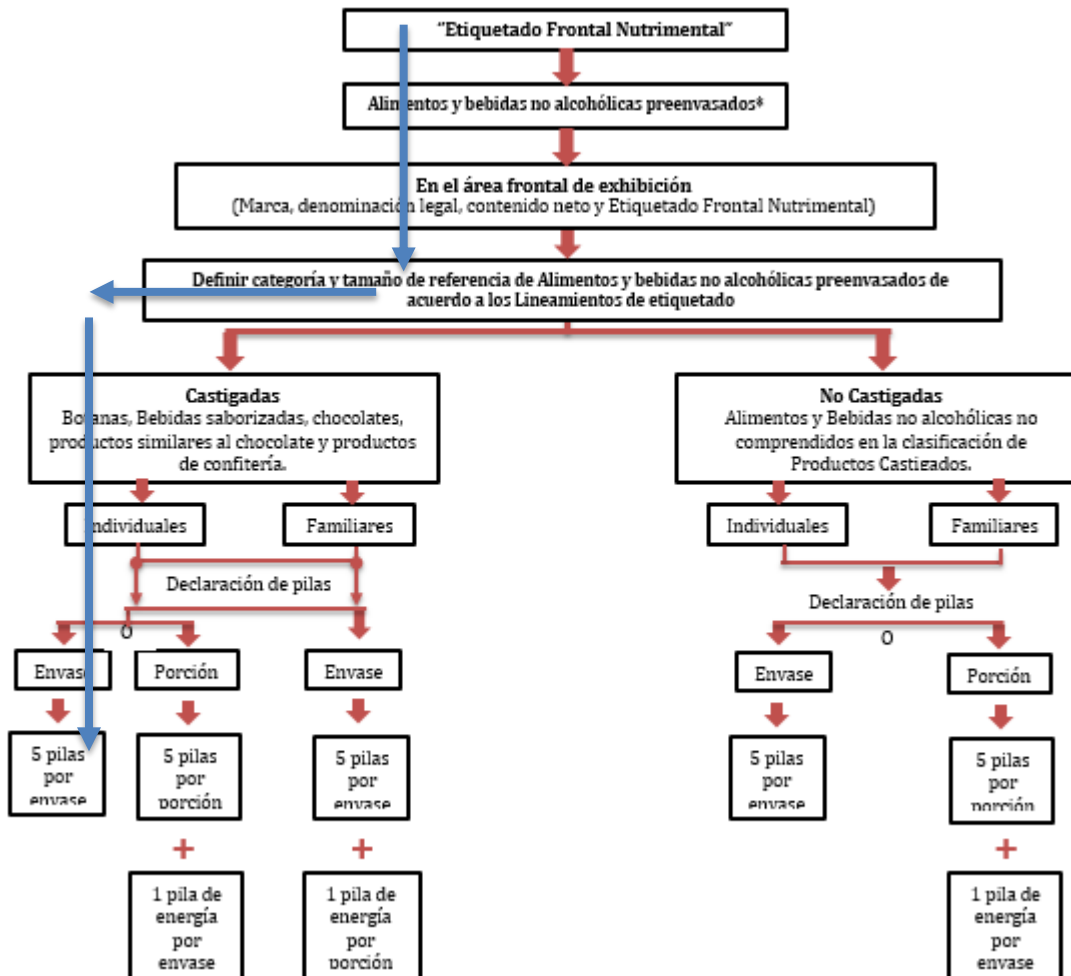 "Etiquetado Frontal Nutrimental"
Alimentos y bebidas no alcohólicas preenvasados*
En el área frontal de exhibición
(Marca, denominación legal, contenido neto y Etiquetado Frontal Nutrimental)
Definir categoría y tamaño de referencia de Alimentos y bebidas no alcohólicas preenvasados de
acuerdo a los Lineamientos de etiquetado
Castigadas
Botanas, Bebidas saborizadas, chocolates,
productos similares al chocolate y productos
de confitería.
No Castigadas
Alimentos y Bebidas no alcohólicas no
comprendidos en la clasificación de
Productos Castigados.
Individuales
Familiares
Individuales
Familiares
Declaración de pilas
Declaración de pilas
O
O
Envase
Porción
Envase
Envase
Porción
5 pilas
por
envase
5 pilas
por
porción
5 pilas
por
envase
5 pilas
por
envase
5 pilas
por
porción
+
+
+
1 pila de
energía
por
envase
1 pila de
energía
por
porción
1 pila de
energía
por
envase